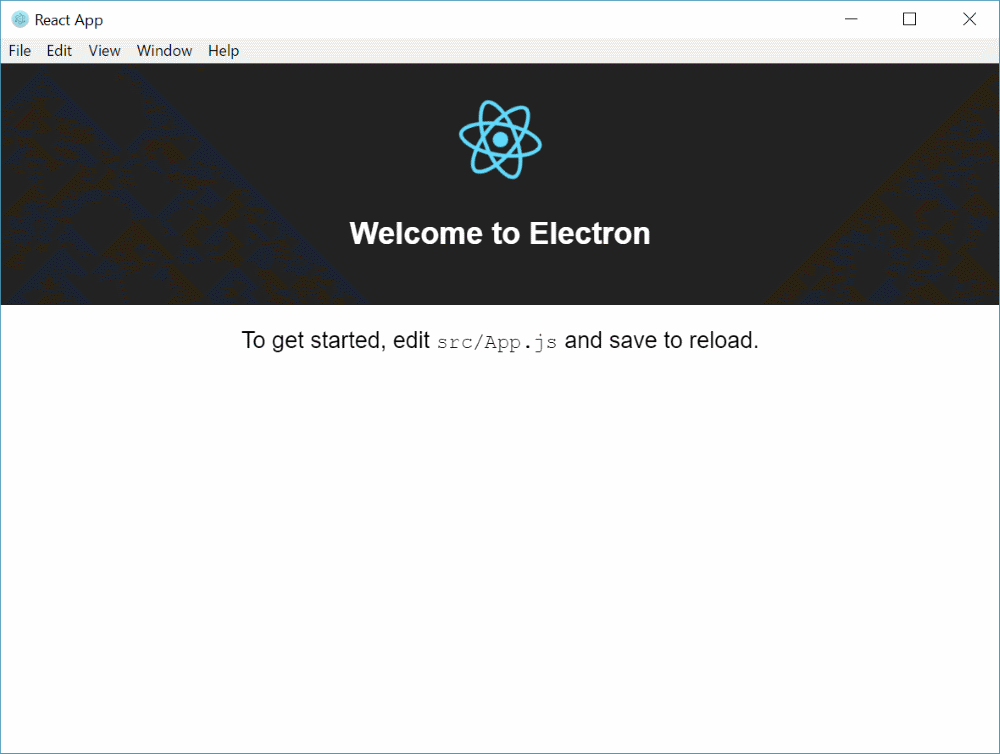 React App
File Edit View Window Help
Welcome to Electron
To get started, edit src/App.js and save to reload.